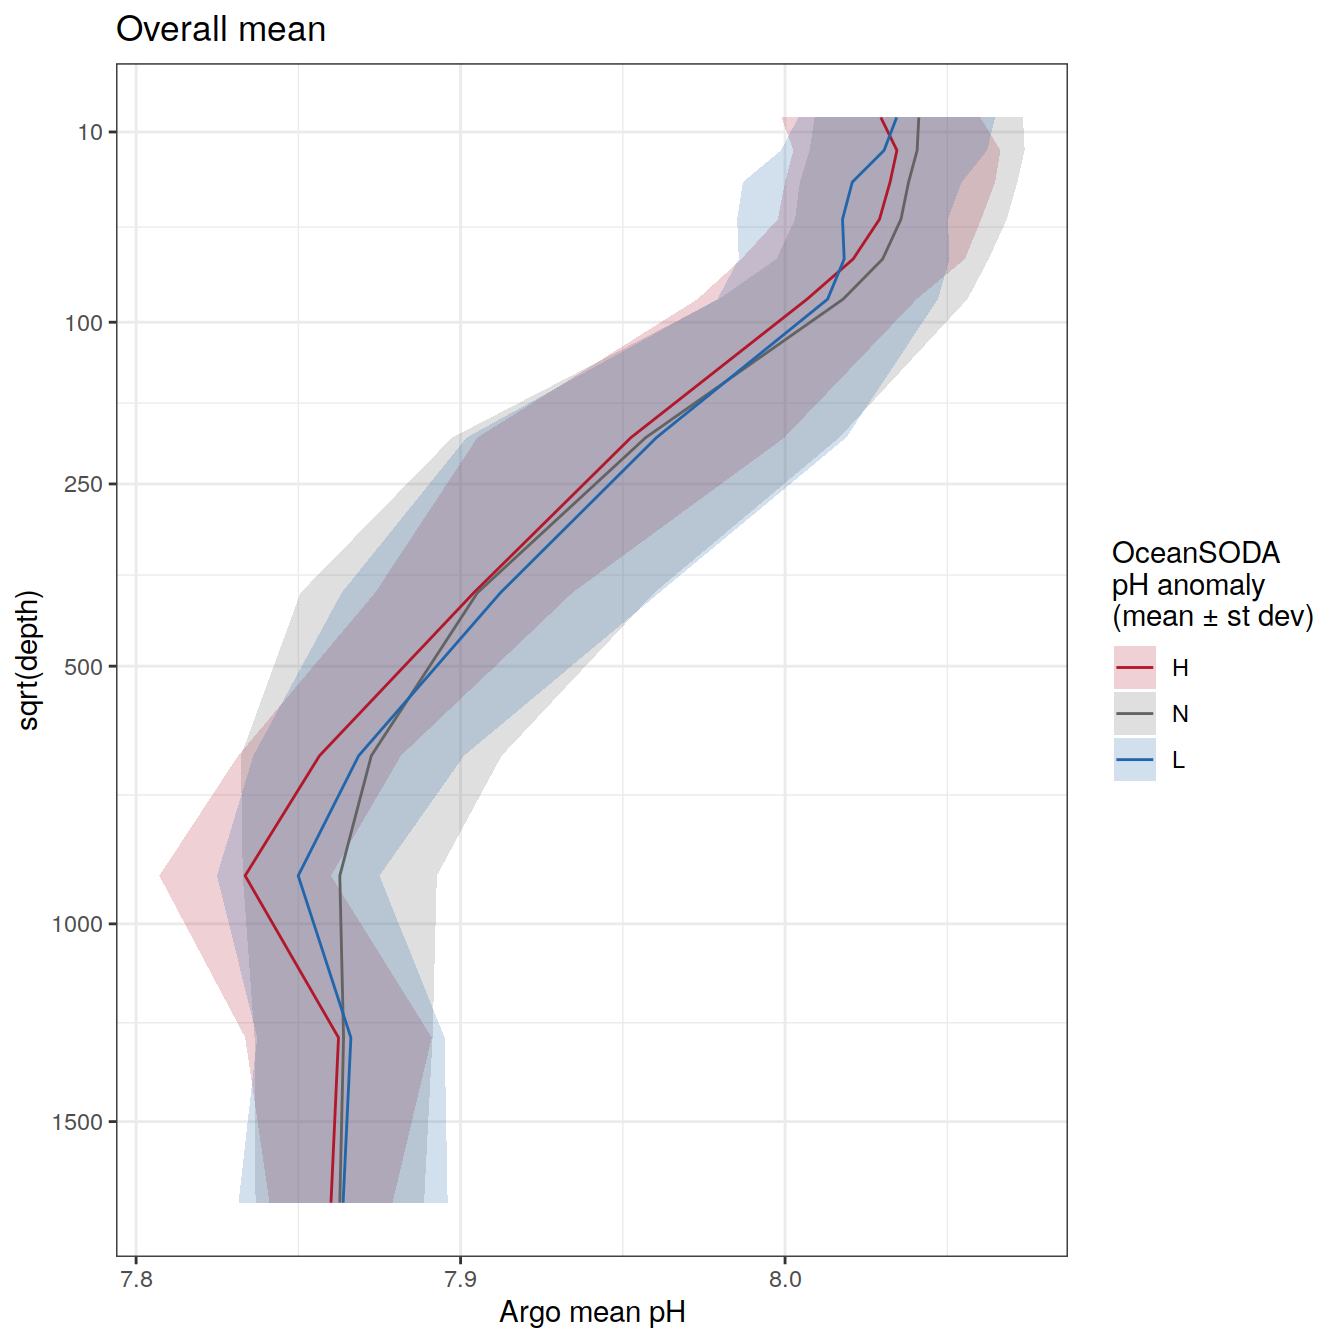 Overall mean
10
100
250
500
1000
1500
sqrt(depth)
7.8
7.9
8.0
Argo mean pH
OceanSODA
pH anomaly
(mean ± st dev)
H
N
L